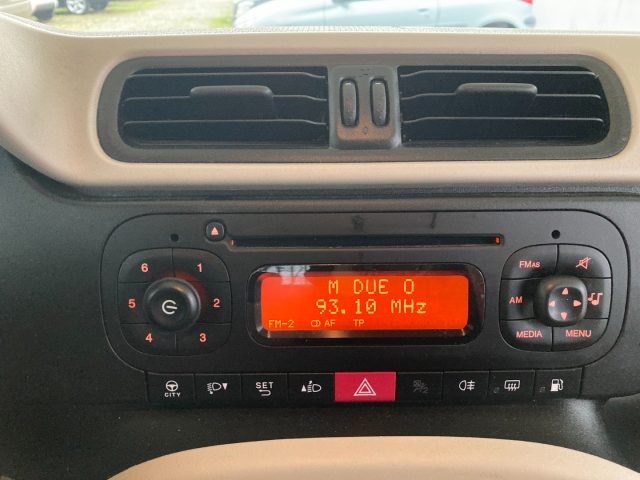 6 1
5 2
4 3
M DUE O
93.10 MHz
FM-2 AF TP
FMAS
AM
MEDIA MENU
CITY SET